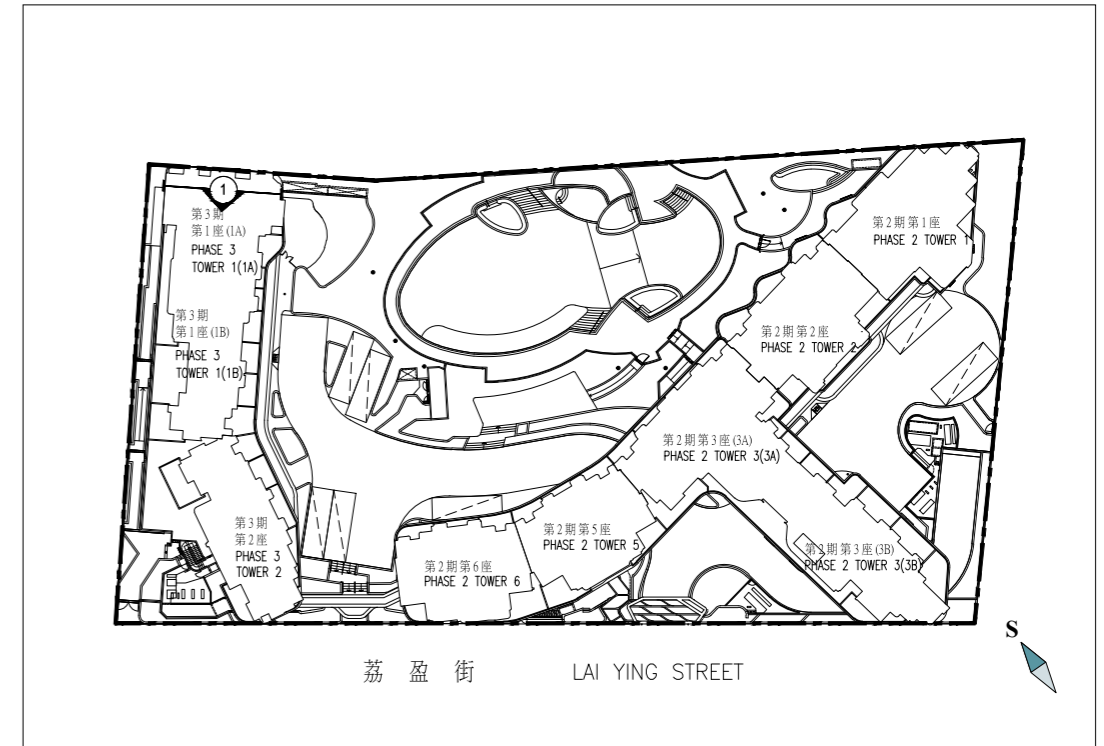 1
第3期
第1座(1A)
PHASE 3
TOWER 1(1A)
第3期
第1座(1B)
PHASE 3
TOWER 1(1B)
第3期
第2座
PHASE 3
TOWER 2
第2期第6座
PHASE 2 TOWER 6
第2期第5座
PHASE 2 TOWER 5
第2期第3座(3A)
PHASE 2 TOWER 3(3A)
第2期第3座(3B)
PHASE 2 TOWER 3(3B)
第2期第2座
PHASE 2 TOWER 2
第2期第1座
PHASE 2 TOWER 1
荔盈街 LAI YING STREET
S